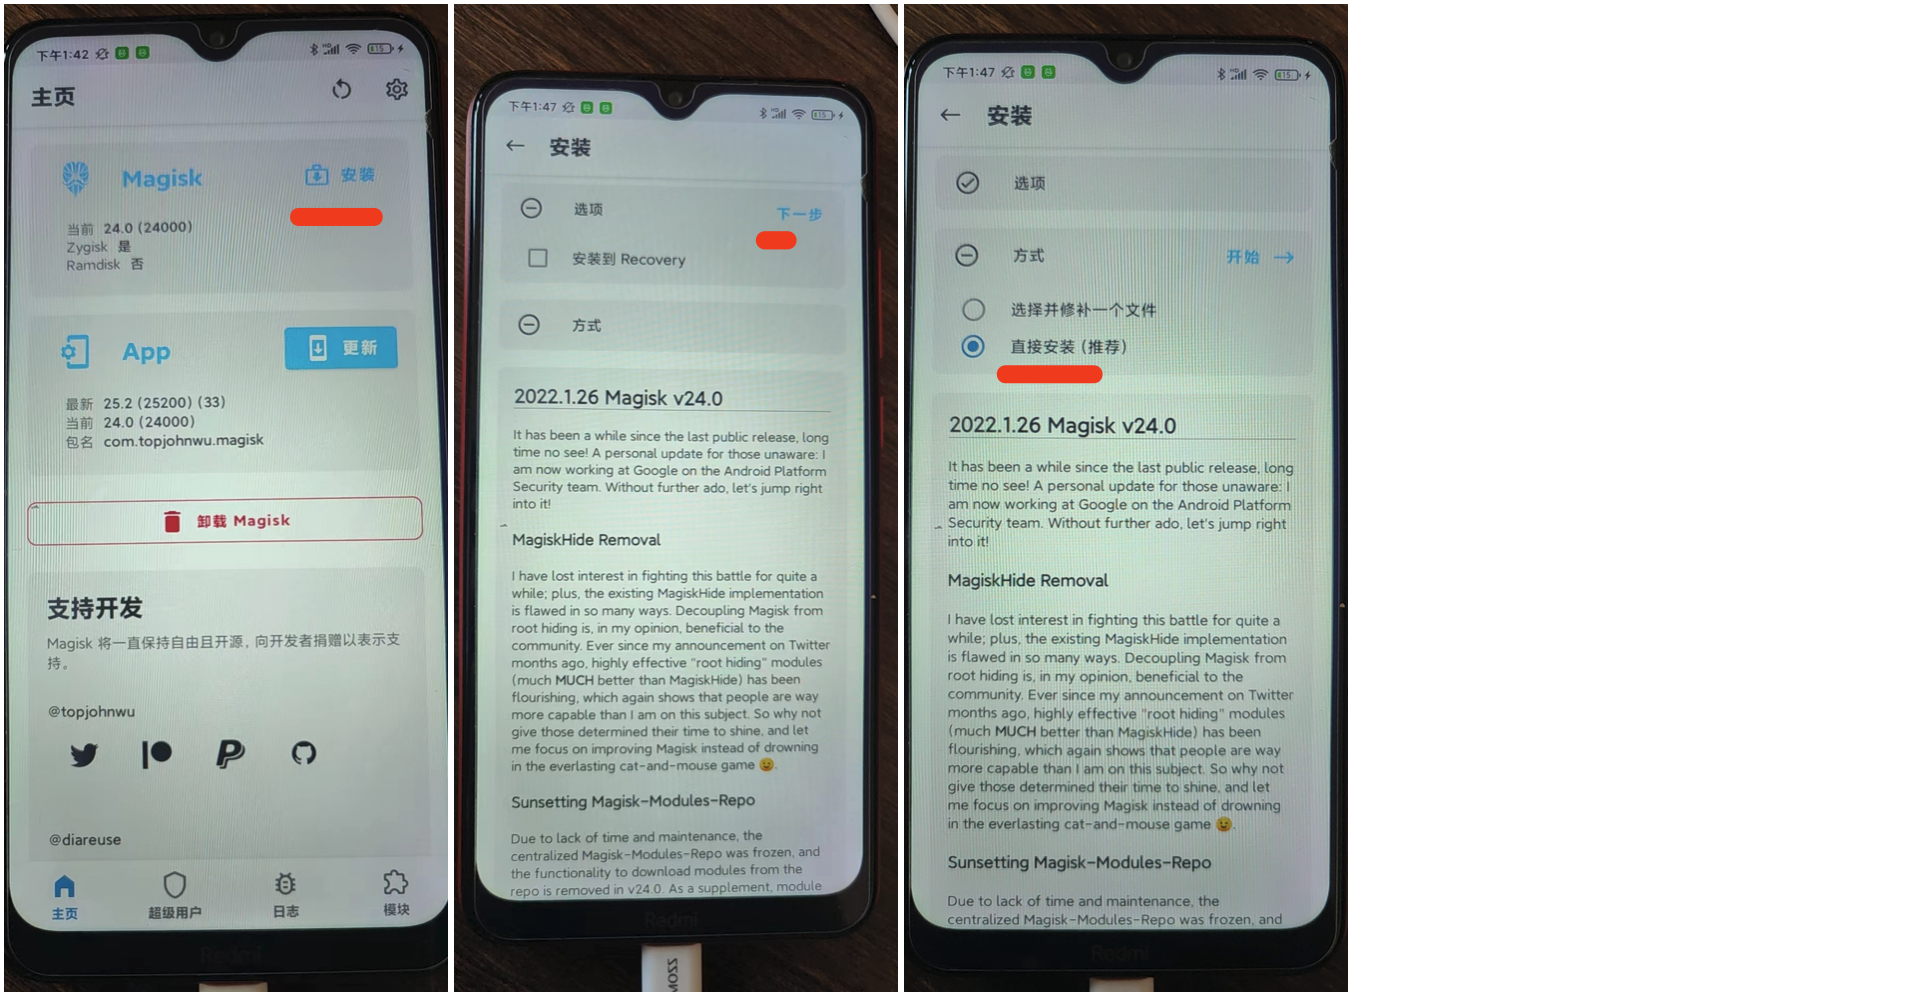 下午1:42
15
主页
Magisk
安装
当前 24.0 (24000)
Zygisk 是
Ramdisk 否
App
更新
最新 25.2 (25200) (33)
当前 24.0 (24000)
包名 com.topjohnwu.magisk
卸载 Magisk
支持开发
Magisk 将一直保持自由且开源,向开发者捐赠以表示支
持。
@topjohnwu
@diareuse
主页
超级用户
日志
模块
Redmi
下午1:47
15
安装
选项
下一步
安装到 Recovery
方式
2022.1.26 Magisk v24.0
It has been a while since the last public release, long
time no see! A personal update for those unaware: I
am now working at Google on the Android Platform
Security team. Without further ado, let's jump right
into it!
MagiskHide Removal
I have lost interest in fighting this battle for quite a
while; plus, the existing MagiskHide implementation
is flawed in so many ways. Decoupling Magisk from
root hiding is, in my opinion, beneficial to the
community. Ever since my announcement on Twitter
months ago, highly effective "root hiding" modules
(much MUCH better than MagiskHide) has been
flourishing, which again shows that people are way
more capable than I am on this subject. So why not
give those determined their time to shine, and let
me focus on improving Magisk instead of drowning
in the everlasting cat-and-mouse game 😉.
Sunsetting Magisk-Modules-Repo
Due to lack of time and maintenance, the
centralized Magisk-Modules-Repo was frozen, and
the functionality to download modules from the
repo is removed in v24.0. As a supplement, module
Redmi
下午1:47
15
安装
选项
方式
开始 →
选择并修补一个文件
直接安装 (推荐)
2022.1.26 Magisk v24.0
It has been a while since the last public release, long
time no see! A personal update for those unaware: I
am now working at Google on the Android Platform
Security team. Without further ado, let's jump right
into it!
MagiskHide Removal
I have lost interest in fighting this battle for quite a
while; plus, the existing MagiskHide implementation
is flawed in so many ways. Decoupling Magisk from
root hiding is, in my opinion, beneficial to the
community. Ever since my announcement on Twitter
months ago, highly effective "root hiding" modules
(much MUCH better than MagiskHide) has been
flourishing, which again shows that people are way
more capable than I am on this subject. So why not
give those determined their time to shine, and let
me focus on improving Magisk instead of drowning
in the everlasting cat-and-mouse game 😉.
Sunsetting Magisk-Modules-Repo
Due to lack of time and maintenance, the
centralized Magisk-Modules-Repo was frozen, and
Redmi